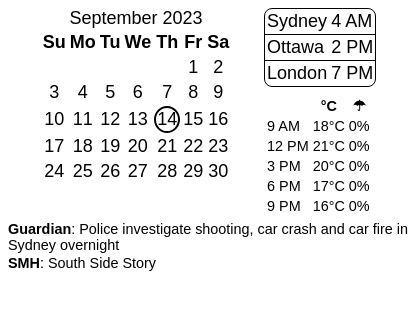 September 2023
Su Mo Tu We Th Fr Sa
1 2
3 4 5 6 7 8 9
10 11 12 13 14 15 16
17 18 19 20 21 22 23
24 25 26 27 28 29 30
Sydney 4 AM
Ottawa 2 PM
London 7 PM
°C ☂
9 AM 18°C 0%
12 PM 21°C 0%
3 PM 20°C 0%
6 PM 17°C 0%
9 PM 16°C 0%
Guardian: Police investigate shooting, car crash and car fire in
Sydney overnight
SMH: South Side Story